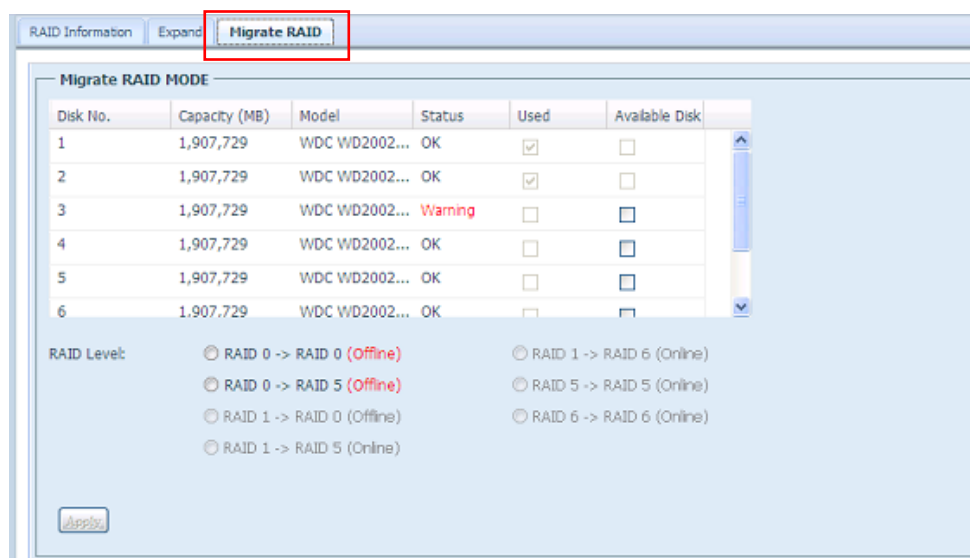 RAID Information Expand Migrate RAID
Migrate RAID MODE
Disk No. Capacity (MB) Model Status Used Available Disk
1 1,907,729 WDC WD2002... OK
2 1,907,729 WDC WD2002... OK
3 1,907,729 WDC WD2002... Warning
4 1,907,729 WDC WD2002... OK
5 1,907,729 WDC WD2002... OK
6 1,907,729 WDC WD2002... OK
RAID Level: RAID 0 -> RAID 0 (Offline) RAID 1 -> RAID 6 (Online)
RAID 0 -> RAID 5 (Offline) RAID 5 -> RAID 5 (Online)
RAID 1 -> RAID 0 (Offline) RAID 6 -> RAID 6 (Online)
RAID 1 -> RAID 5 (Online)
Apply